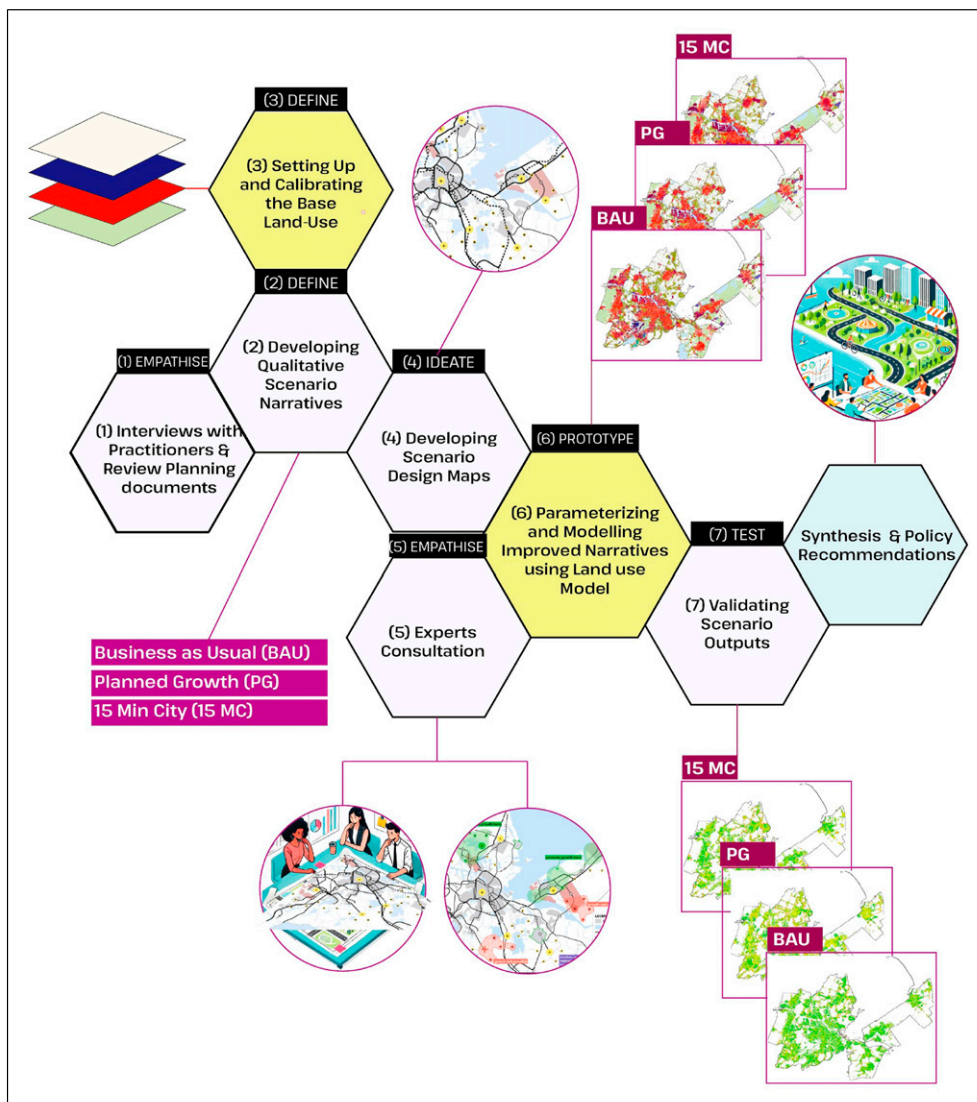 15 MC
PG
BAU
(3) DEFINE
(3) Setting Up
and Calibrating
the Base
Land-Use
(2) DEFINE
(2) Developing
Qualitative
Scenario
Narratives
(1) EMPATHISE
(1) Interviews with
Practitioners &
Review Planning
documents
(4) IDEATE
(4) Developing
Scenario
Design Maps
(5) EMPATHISE
(5) Experts
Consultation
(6) PROTOTYPE
(6) Parameterizing
and Modelling
Improved Narratives
using Land use
Model
(7) TEST
(7) Validating
Scenario
Outputs
Synthesis & Policy
Recommendations
Business as Usual (BAU)
Planned Growth (PG)
15 Min City (15 MC)
15 MC
PG
BAU